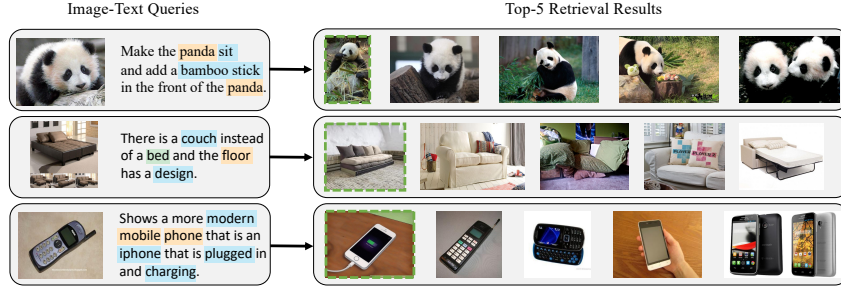 Image-Text Queries
Top-5 Retrieval Results
Make the panda sit
and add a bamboo stick
in the front of the panda.
There is a couch instead
of a bed and the floor
has a design.
Shows a more modern
mobile phone that is an
iphone that is plugged in
and charging.